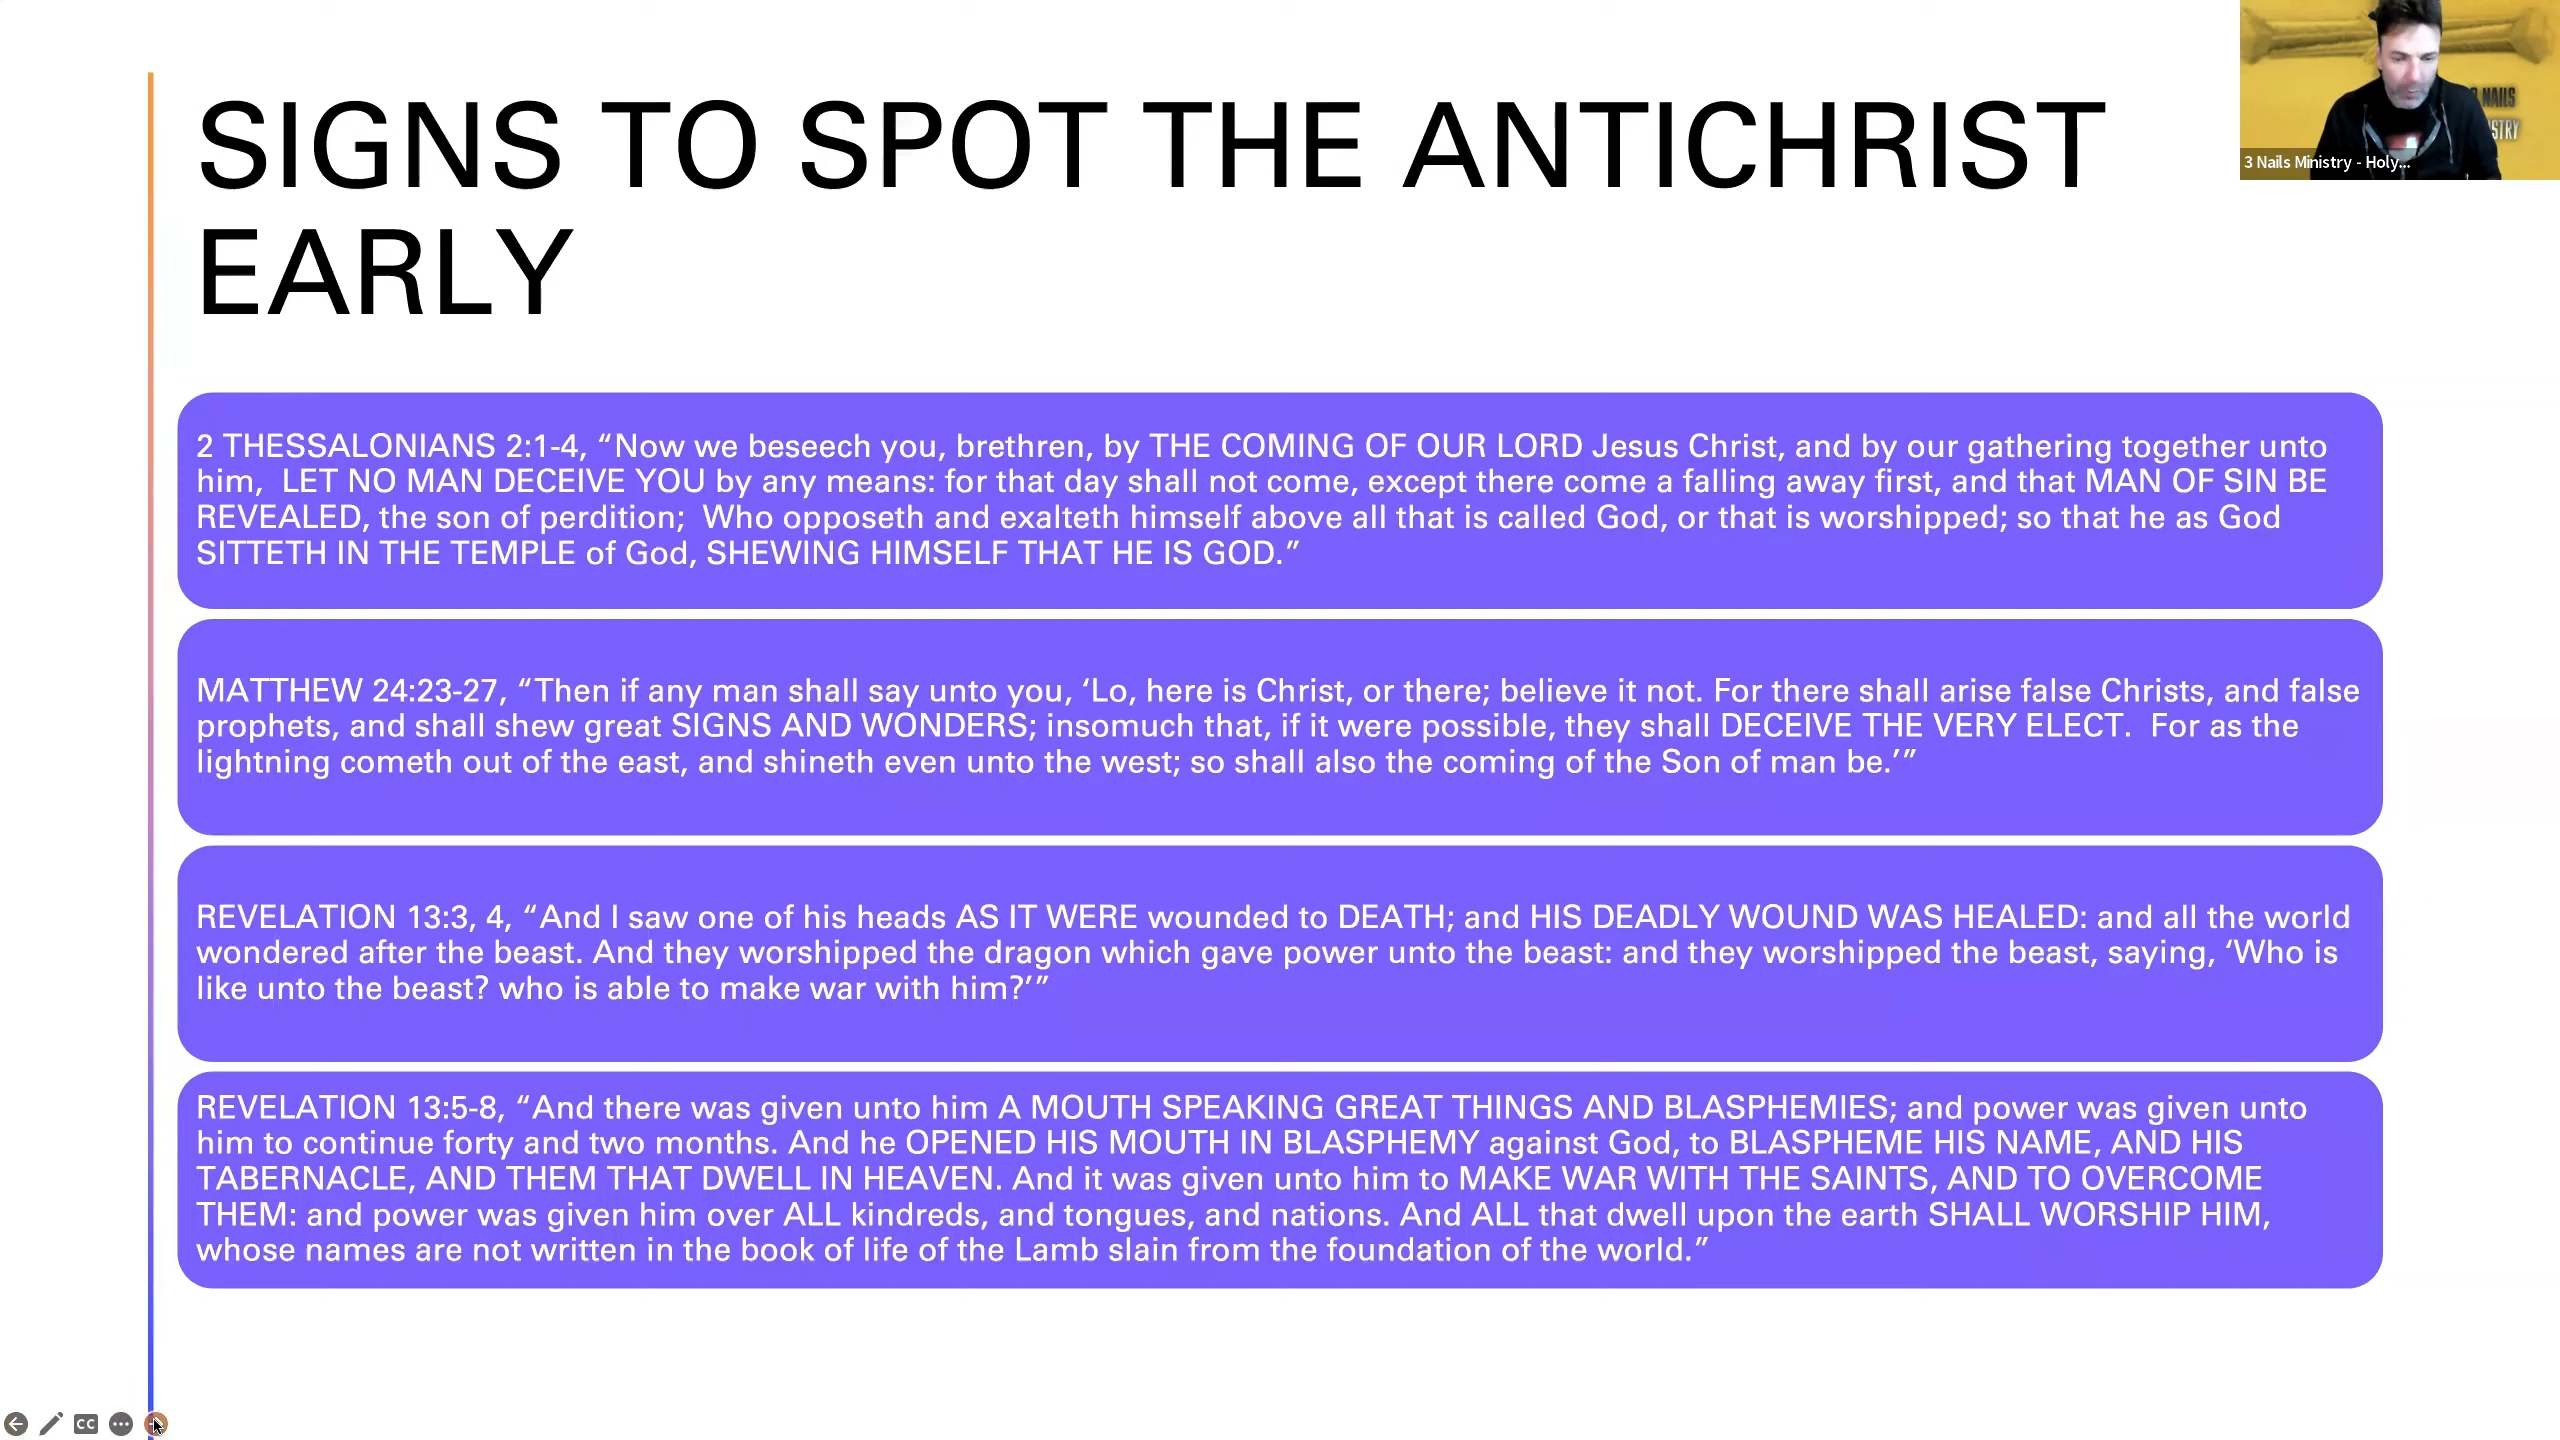 SIGNS TO SPOT THE ANTICHRIST
EARLY
NAILS
STRY
3 Nails Ministry - Holy...
2 THESSALONIANS 2:1-4, “Now we beseech you, brethren, by THE COMING OF OUR LORD Jesus Christ, and by our gathering together unto
him,  LET NO MAN DECEIVE YOU by any means: for that day shall not come, except there come a falling away first, and that MAN OF SIN BE
REVEALED, the son of perdition;  Who opposeth and exalteth himself above all that is called God, or that is worshipped; so that he as God
SITTETH IN THE TEMPLE of God, SHEWING HIMSELF THAT HE IS GOD.”
MATTHEW 24:23-27, “Then if any man shall say unto you, ‘Lo, here is Christ, or there; believe it not. For there shall arise false Christs, and false
prophets, and shall shew great SIGNS AND WONDERS; insomuch that, if it were possible, they shall DECEIVE THE VERY ELECT.  For as the
lightning cometh out of the east, and shineth even unto the west; so shall also the coming of the Son of man be.’”
REVELATION 13:3, 4, “And I saw one of his heads AS IT WERE wounded to DEATH; and HIS DEADLY WOUND WAS HEALED: and all the world
wondered after the beast. And they worshipped the dragon which gave power unto the beast: and they worshipped the beast, saying, ‘Who is
like unto the beast? who is able to make war with him?’”
REVELATION 13:5-8, “And there was given unto him A MOUTH SPEAKING GREAT THINGS AND BLASPHEMIES; and power was given unto
him to continue forty and two months. And he OPENED HIS MOUTH IN BLASPHEMY against God, to BLASPHEME HIS NAME, AND HIS
TABERNACLE, AND THEM THAT DWELL IN HEAVEN. And it was given unto him to MAKE WAR WITH THE SAINTS, AND TO OVERCOME
THEM: and power was given him over ALL kindreds, and tongues, and nations. And ALL that dwell upon the earth SHALL WORSHIP HIM,
whose names are not written in the book of life of the Lamb slain from the foundation of the world.”
CC